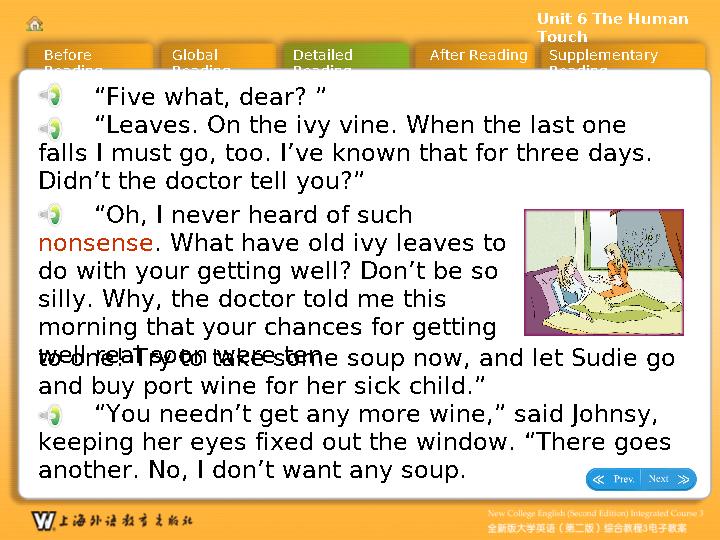 Unit 6 The Human
Touch
Before
Reading
Global
Reading
Detailed
Reading
After Reading
Supplementary
Reading
“Five what, dear? ”
“Leaves. On the ivy vine. When the last one
falls I must go, too. I’ve known that for three days.
Didn’t the doctor tell you?”
“Oh, I never heard of such
nonsense. What have old ivy leaves to
do with your getting well? Don’t be so
silly. Why, the doctor told me this
morning that your chances for getting
well real soon were ten
to one! Try to take some soup now, and let Sudie go
and buy port wine for her sick child.”
“You needn’t get any more wine,” said Johnsy,
keeping her eyes fixed out the window. “There goes
another. No, I don’t want any soup.
Prev. Next
W 上海外语教育出版社
New College English (Second Edition) Integrated Course 3
全新版大学英语（第二版）综合教程3电子教案